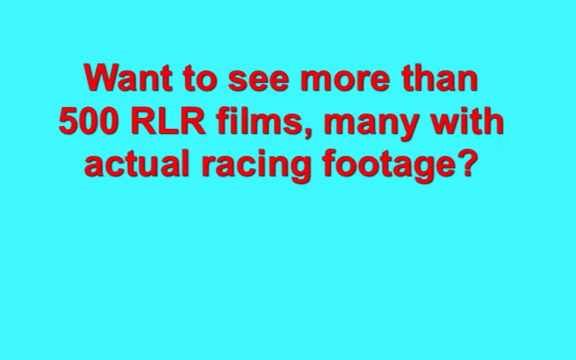 Want to see more than
500 RLR films, many with
actual racing footage?